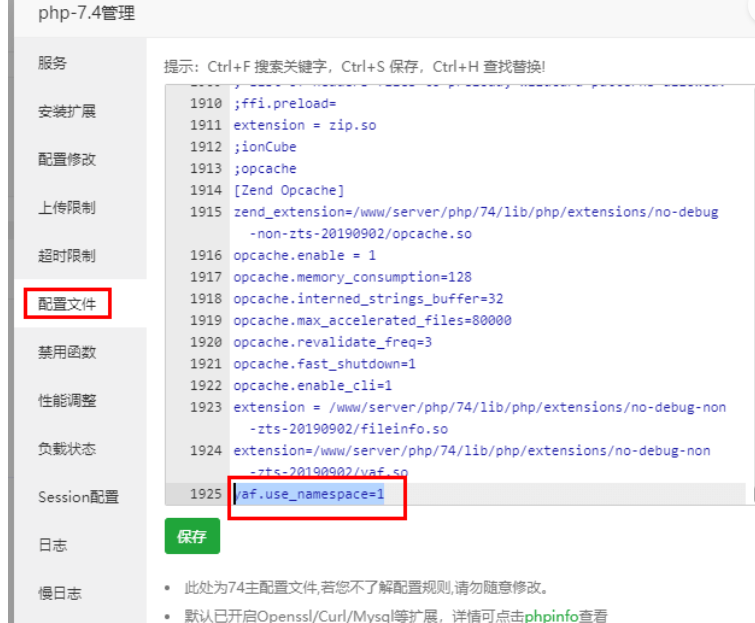 php-7.4管理
服务
安装扩展
配置修改
上传限制
超时限制
配置文件
禁用函数
性能调整
负载状态
Session配置
日志
慢日志
提示：Ctrl+F 搜索关键字，Ctrl+S 保存，Ctrl+H 查找替换!
1910 ;ffi.preload=
1911 extension = zip.so
1912 ;ionCube
1913 ;opcache
1914 [Zend Opcache]
1915 zend_extension=/www/server/php/74/lib/php/extensions/no-debug
-non-zts-20190902/opcache.so
1916 opcache.enable = 1
1917 opcache.memory_consumption=128
1918 opcache.interned_strings_buffer=32
1919 opcache.max_accelerated_files=80000
1920 opcache.revalidate_freq=3
1921 opcache.fast_shutdown=1
1922 opcache.enable_cli=1
1923 extension = /www/server/php/74/lib/php/extensions/no-debug-non
-zts-20190902/fileinfo.so
1924 extension=/www/server/php/74/lib/php/extensions/no-debug-non
-zts-20190902/yaf.so
1925 yaf.use_namespace=1
保存
此处为74主配置文件,若您不了解配置规则,请勿随意修改。
默认已开启Openssl/Curl/Mysql等扩展，详情可点击phpinfo查看